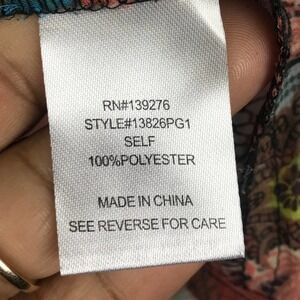 RN#139276
STYLE#13826PG1
SELF
100%POLYESTER
MADE IN CHINA
SEE REVERSE FOR CARE